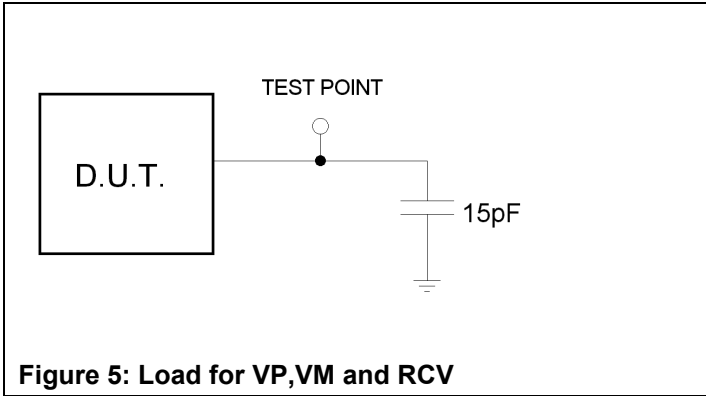 TEST POINT
D.U.T.
15pF
Figure 5: Load for VP,VM and RCV